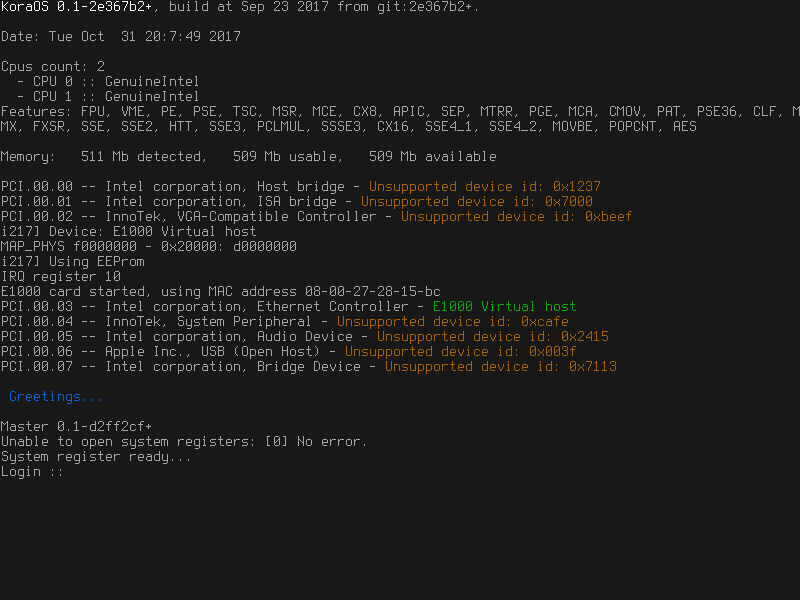 KoraOS 0.1-2e367b2+, build at Sep 23 2017 from git:2e367b2+.
Date: Tue Oct  31 20:7:49 2017
Cpus count: 2
  - CPU 0 :: GenuineIntel
  - CPU 1 :: GenuineIntel
Features: FPU, VME, PE, PSE, TSC, MSR, MCE, CX8, APIC, SEP, MTRR, PGE, MCA, CMOV, PAT, PSE36, CLF, M
MX, FXSR, SSE, SSE2, HTT, SSE3, PCLMUL, SSSE3, CX16, SSE4_1, SSE4_2, MOVBE, POPCNT, AES
Memory:   511 Mb detected,   509 Mb usable,   509 Mb available
PCI.00.00 -- Intel corporation, Host bridge - Unsupported device id: 0x1237
PCI.00.01 -- Intel corporation, ISA bridge - Unsupported device id: 0x7000
PCI.00.02 -- InnoTek, VGA-Compatible Controller - Unsupported device id: 0xbeef
i217] Device: E1000 Virtual host
MAP_PHYS f0000000 - 0x20000: d0000000
i217] Using EEProm
IRQ register 10
E1000 card started, using MAC address 08-00-27-28-15-bc
PCI.00.03 -- Intel corporation, Ethernet Controller - E1000 Virtual host
PCI.00.04 -- InnoTek, System Peripheral - Unsupported device id: 0xcafe
PCI.00.05 -- Intel corporation, Audio Device - Unsupported device id: 0x2415
PCI.00.06 -- Apple Inc., USB (Open Host) - Unsupported device id: 0x003f
PCI.00.07 -- Intel corporation, Bridge Device - Unsupported device id: 0x7113
Greetings...
Master 0.1-d2ff2cf+
Unable to open system registers: [0] No error.
System register ready...
Login ::